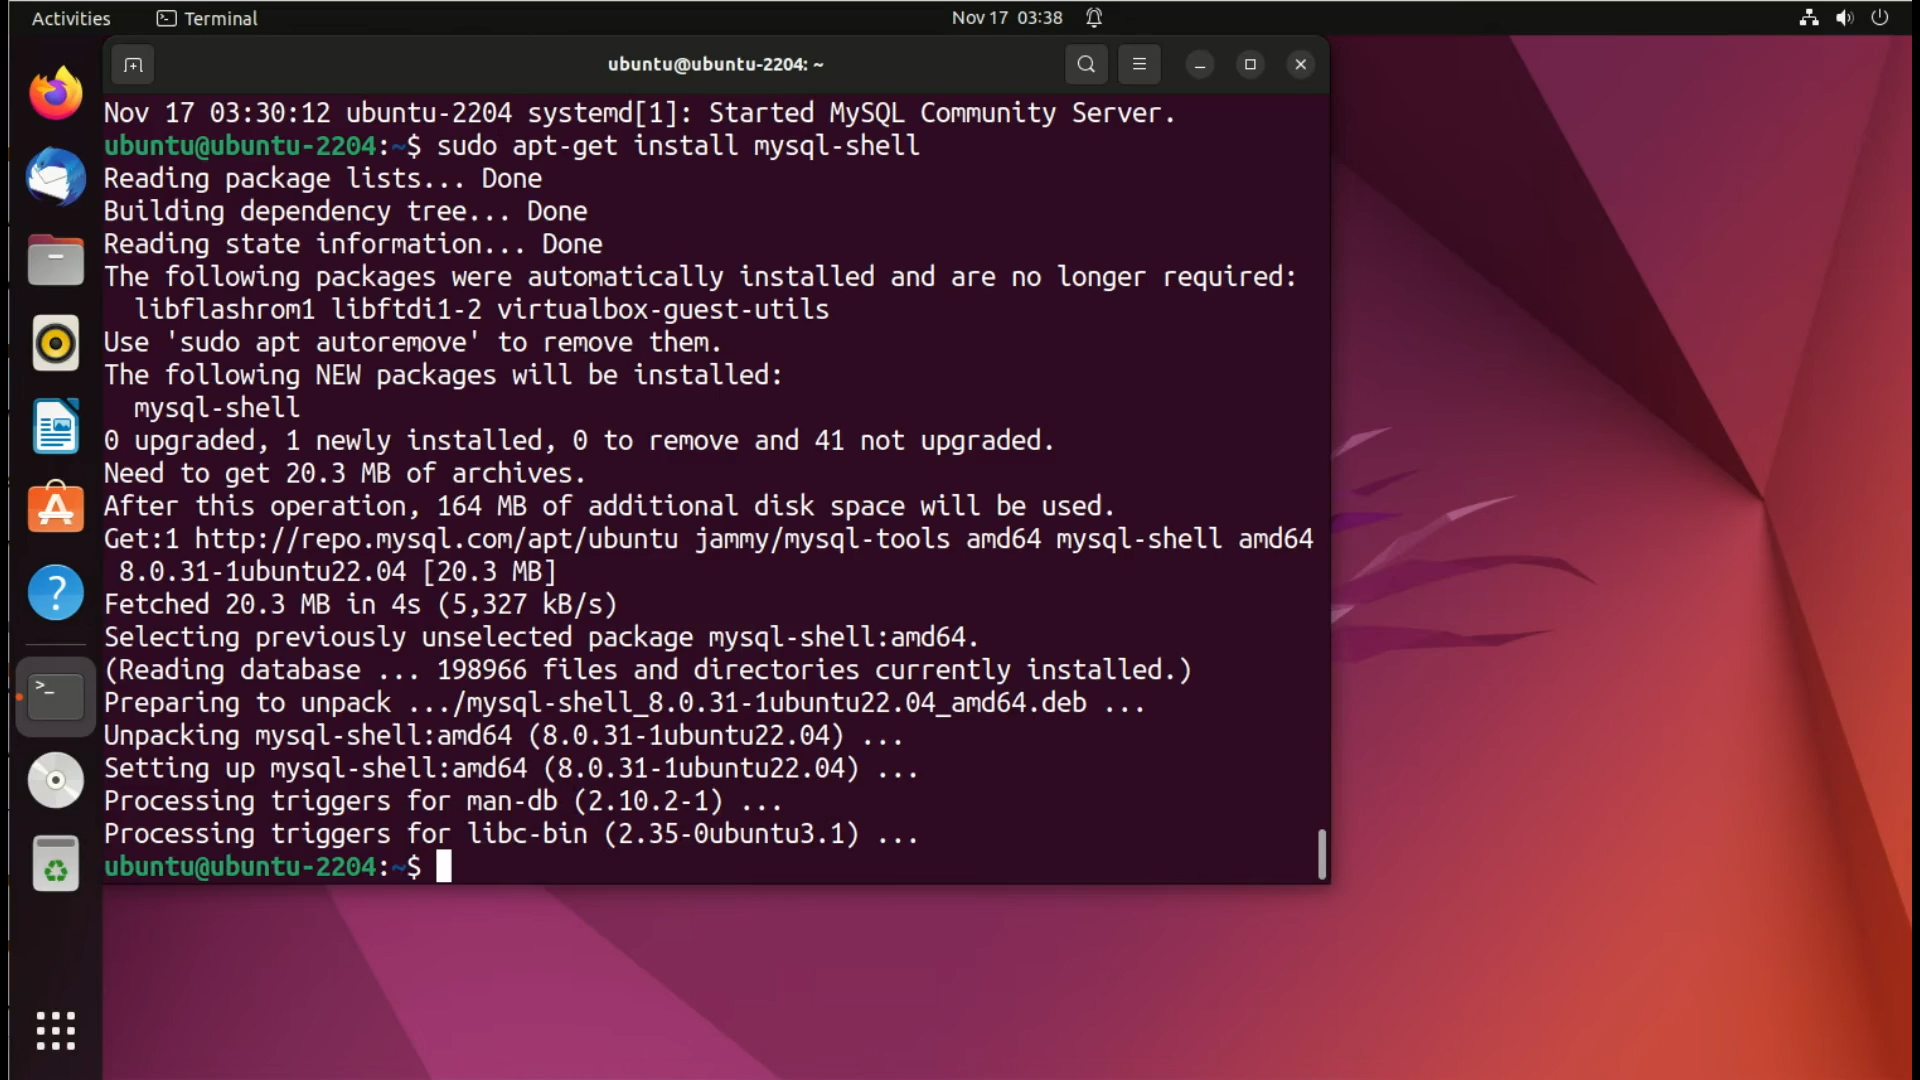 Activities
Terminal
Nov 17 03:38
ubuntu@ubuntu-2204: ~
Nov 17 03:30:12 ubuntu-2204 systemd[1]: Started MySQL Community Server.
ubuntu@ubuntu-2204:~$ sudo apt-get install mysql-shell
Reading package lists... Done
Building dependency tree... Done
Reading state information... Done
The following packages were automatically installed and are no longer required:
libflashrom1 libftdi1-2 virtualbox-guest-utils
Use 'sudo apt autoremove' to remove them.
The following NEW packages will be installed:
mysql-shell
0 upgraded, 1 newly installed, 0 to remove and 41 not upgraded.
Need to get 20.3 MB of archives.
After this operation, 164 MB of additional disk space will be used.
Get:1 http://repo.mysql.com/apt/ubuntu jammy/mysql-tools amd64 mysql-shell amd64
8.0.31-1ubuntu22.04 [20.3 MB]
Fetched 20.3 MB in 4s (5,327 kB/s)
Selecting previously unselected package mysql-shell:amd64.
(Reading database ... 198966 files and directories currently installed.)
Preparing to unpack .../mysql-shell_8.0.31-1ubuntu22.04_amd64.deb ...
Unpacking mysql-shell:amd64 (8.0.31-1ubuntu22.04) ...
Setting up mysql-shell:amd64 (8.0.31-1ubuntu22.04) ...
Processing triggers for man-db (2.10.2-1) ...
Processing triggers for libc-bin (2.35-0ubuntu3.1) ...
ubuntu@ubuntu-2204:~$